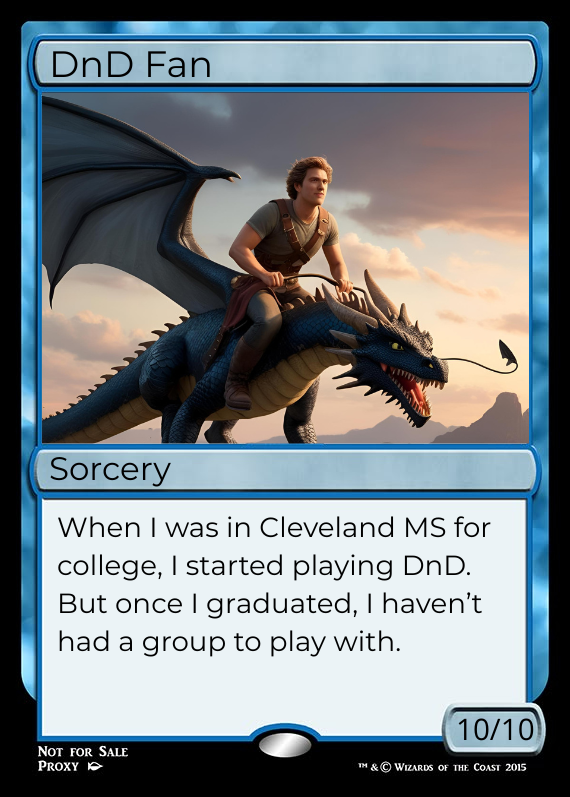 DnD Fan
Sorcery
When I was in Cleveland MS for
college, I started playing DnD.
But once I graduated, I haven't
had a group to play with.
10/10
Not for Sale
Proxy
™ & © Wizards of the Coast 2015